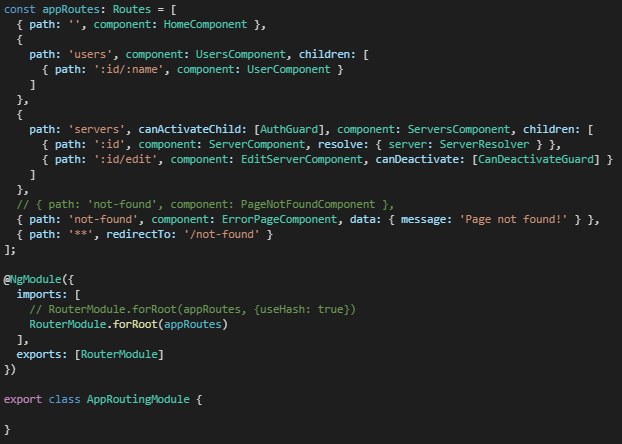 const appRoutes: Routes = [
  { path: '', component: HomeComponent },
  {
    path: 'users', component: UsersComponent, children: [
      { path: ':id/:name', component: UserComponent }
    ]
  },
  {
    path: 'servers', canActivateChild: [AuthGuard], component: ServersComponent, children: [
      { path: ':id', component: ServerComponent, resolve: { server: ServerResolver } },
      { path: ':id/edit', component: EditServerComponent, canDeactivate: [CanDeactivateGuard] }
    ]
  },
  // { path: 'not-found', component: PageNotFoundComponent },
  { path: 'not-found', component: ErrorPageComponent, data: { message: 'Page not found!' } },
  { path: '**', redirectTo: '/not-found' }
];

@NgModule({
  imports: [
    // RouterModule.forRoot(appRoutes, {useHash: true})
    RouterModule.forRoot(appRoutes)
  ],
  exports: [RouterModule]
})

export class AppRoutingModule {

}